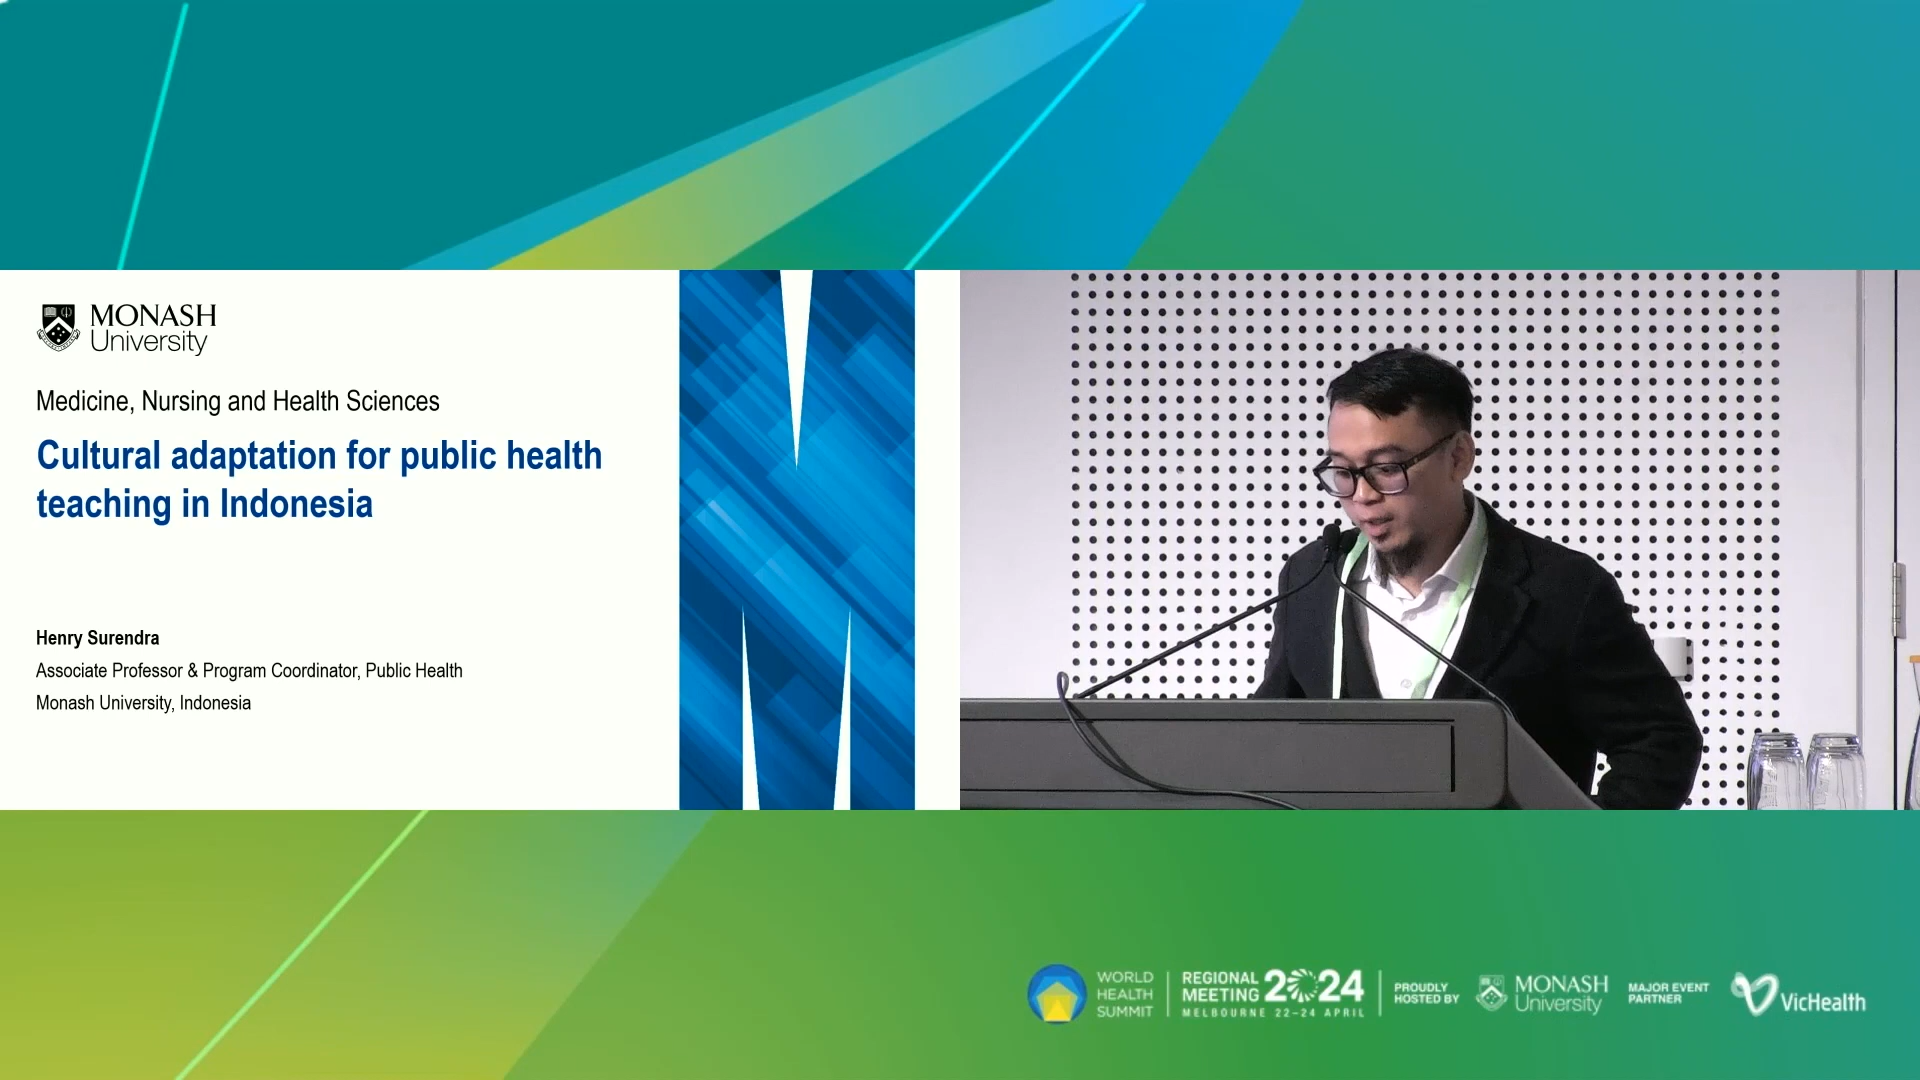 MONASH
University
Medicine, Nursing and Health Sciences
Cultural adaptation for public health
teaching in Indonesia
Henry Surendra
Associate Professor & Program Coordinator, Public Health
Monash University, Indonesia
WORLD
HEALTH
SUMMIT
REGIONAL
MEETING 2024
MELBOURNE 22–24 APRIL
PROUDLY
HOSTED BY
MONASH
University
MAJOR EVENT
PARTNER
VicHealth